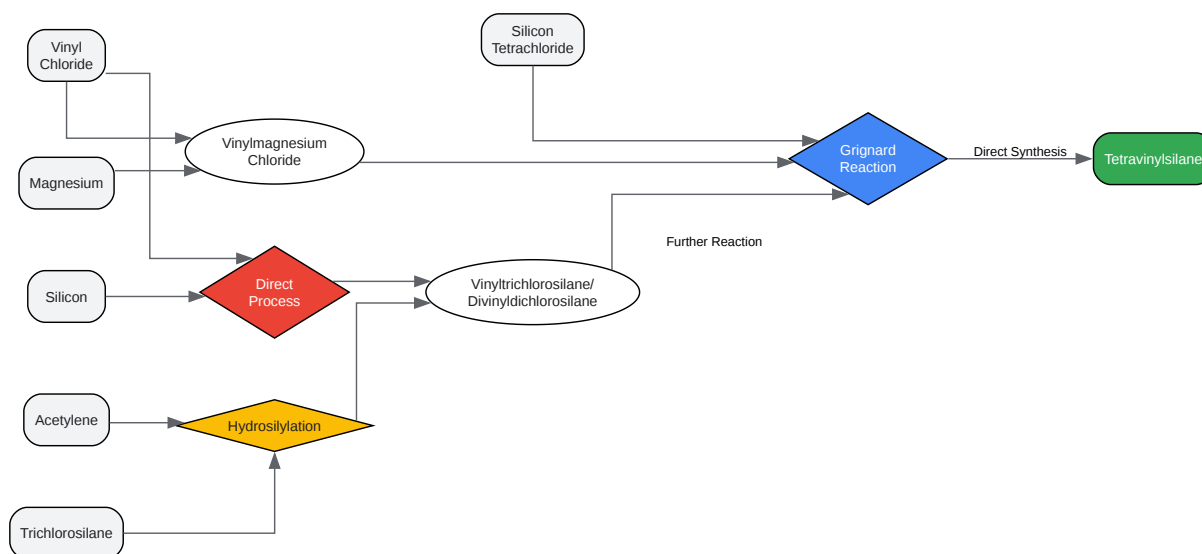 Vinyl
Chloride
Silicon
Tetrachloride
Vinylmagnesium
Chloride
Grignard
Reaction
Direct Synthesis
Tetravinylsilane
Magnesium
Further Reaction
Direct
Process
Vinyltrichlorosilane/
Divinyldichlorosilane
Silicon
Acetylene
Hydrosilylation
Trichlorosilane